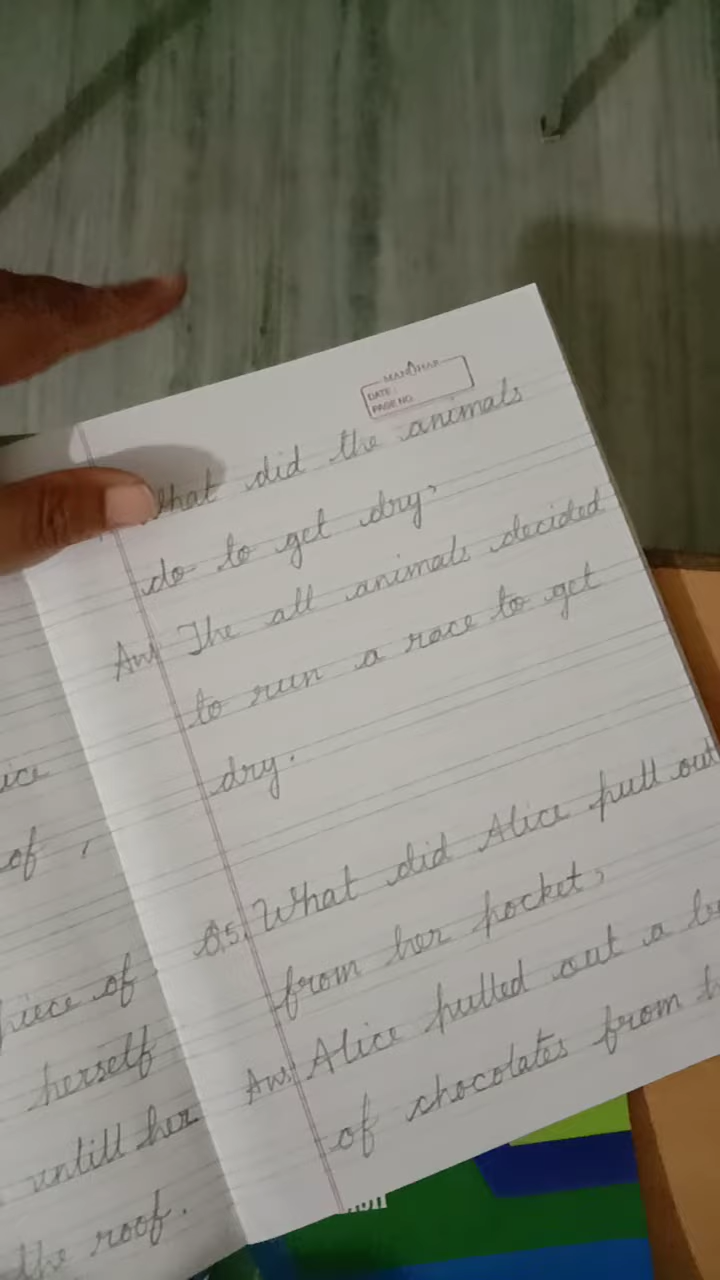 MANOHAR
DATE :
PAGE NO.
What did the animals
do to get dry,
Ans The all animals decided
to run a race to get
dry.
Q.5. What did Alice pull out
from her pocket,
Ans Alice pulled out a
of chocolates from
of ,
piece of
herself
untill her
the roof.